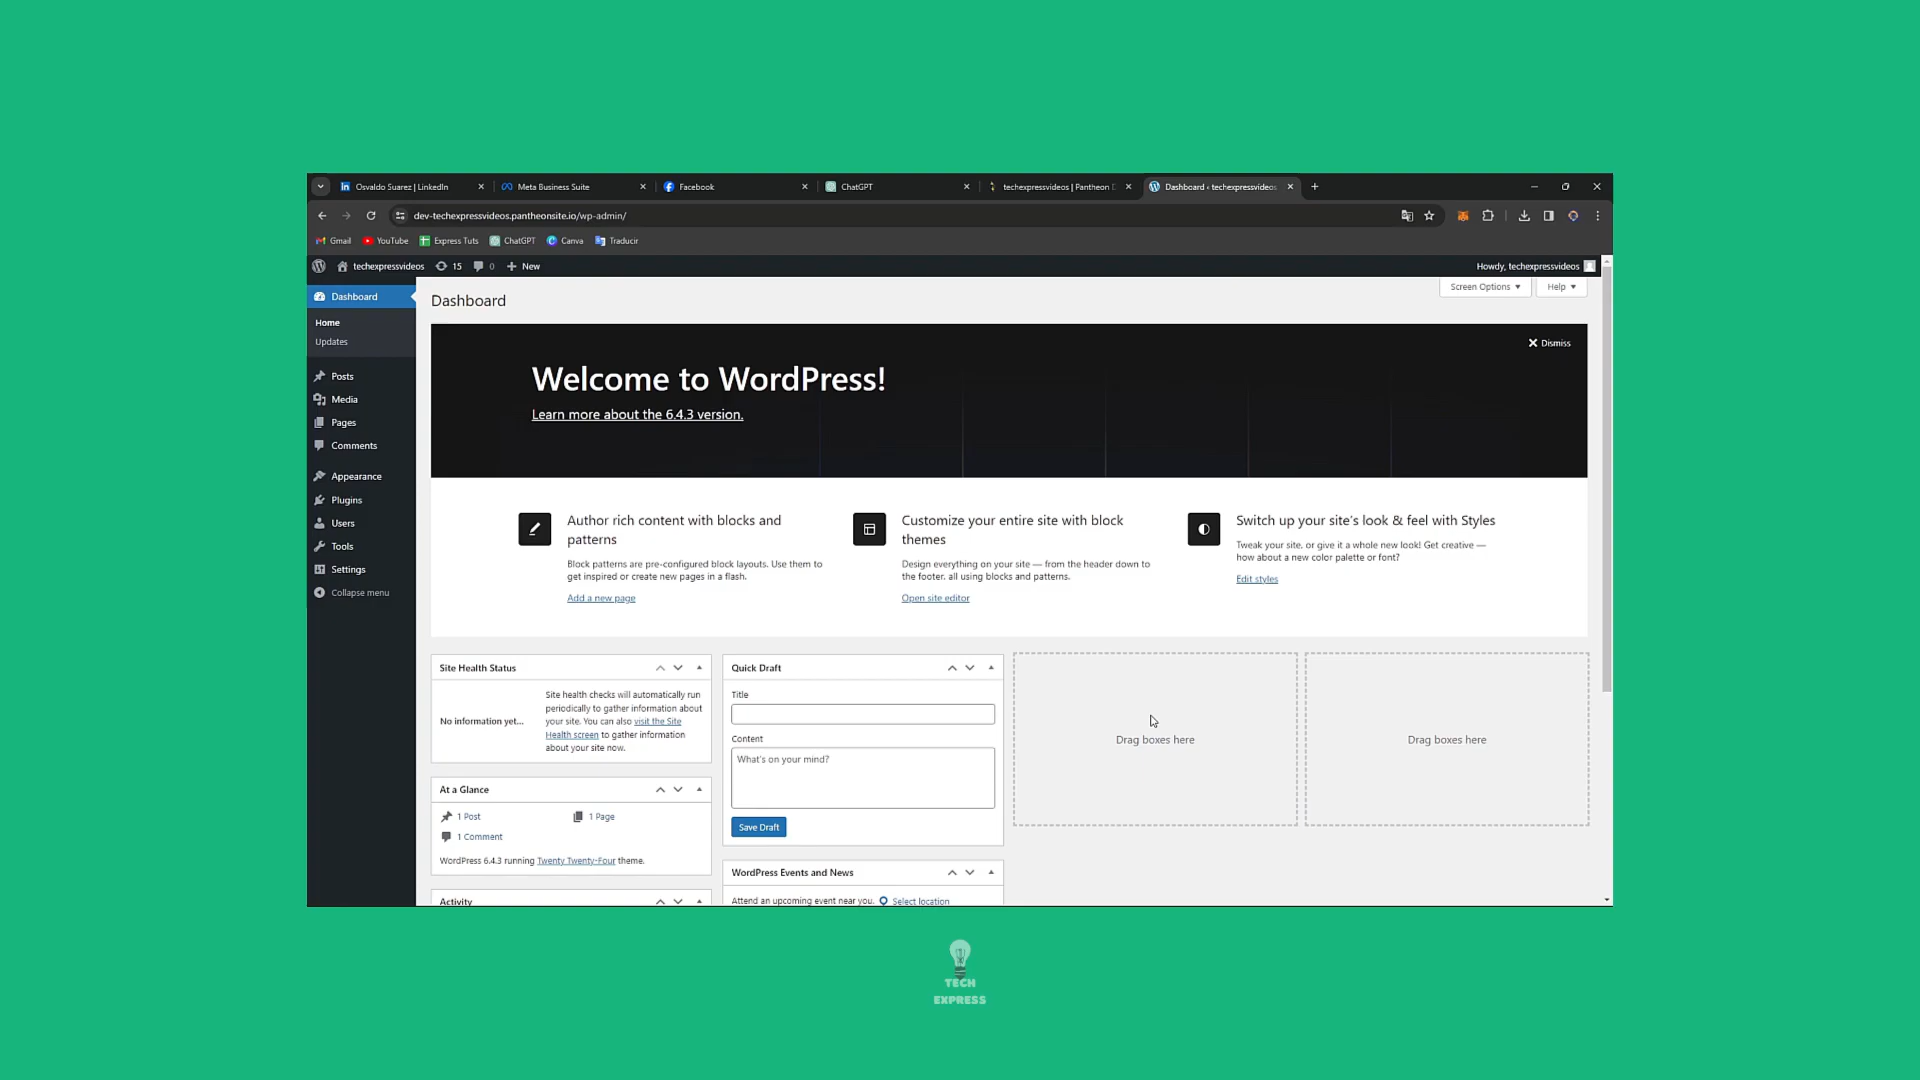 Osvaldo Suarez | LinkedIn
Meta Business Suite
Facebook
ChatGPT
techexpressvideos | Pantheon
Dashboard ‹ techexpressvideos
dev-techexpressvideos.pantheonsite.io/wp-admin/
Gmail
YouTube
Express Tuts
ChatGPT
Canva
Traducir
techexpressvideos
15
0
New
Howdy, techexpressvideos
Dashboard
Home
Updates
Posts
Media
Pages
Comments
Appearance
Plugins
Users
Tools
Settings
Collapse menu
Dashboard
Screen Options
Help
Dismiss
Welcome to WordPress!
Learn more about the 6.4.3 version.
Author rich content with blocks and
patterns
Block patterns are pre-configured block layouts. Use them to
get inspired or create new pages in a flash.
Add a new page
Customize your entire site with block
themes
Design everything on your site — from the header down to
the footer, all using blocks and patterns.
Open site editor
Switch up your site's look & feel with Styles
Tweak your site, or give it a whole new look! Get creative —
how about a new color palette or font?
Edit styles
Site Health Status
No information yet...
Site health checks will automatically run
periodically to gather information about
your site. You can also visit the Site
Health screen to gather information
about your site now.
At a Glance
1 Post
1 Page
1 Comment
WordPress 6.4.3 running Twenty Twenty-Four theme.
Activity
Quick Draft
Title
Content
What's on your mind?
Save Draft
WordPress Events and News
Attend an upcoming event near you.
Select location
Drag boxes here
Drag boxes here
TECH
EXPRESS